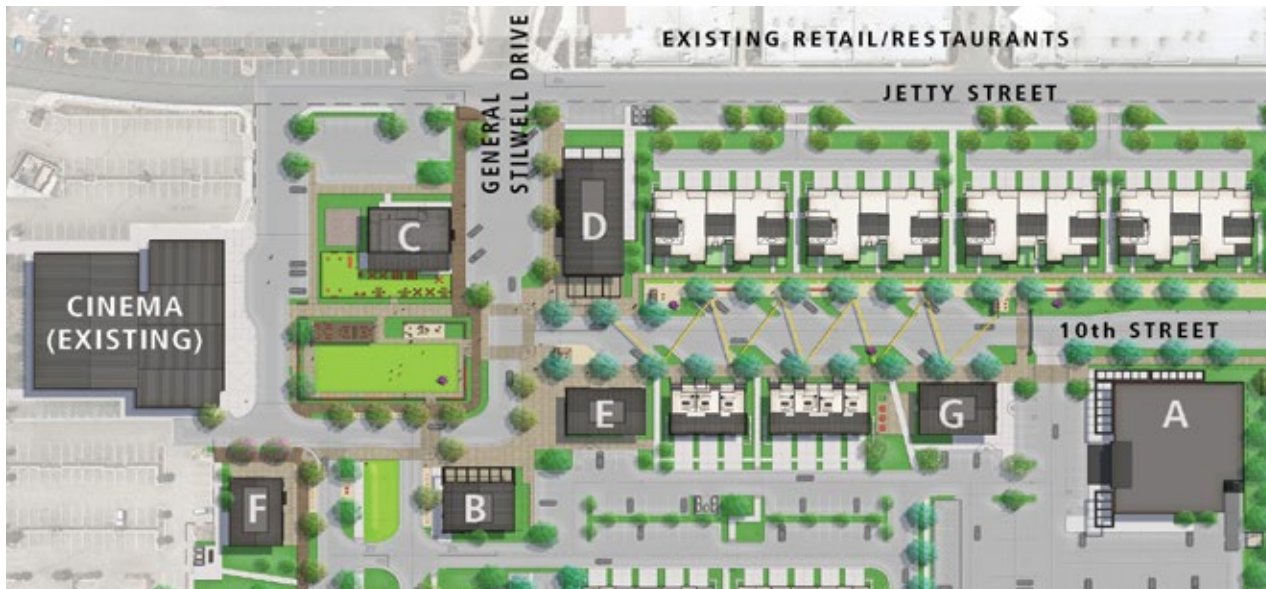 EXISTING RETAIL/RESTAURANTS
JETTY STREET
GENERAL
STILWELL DRIVE
C
D
CINEMA
(EXISTING)
10th STREET
E
G
A
F
B